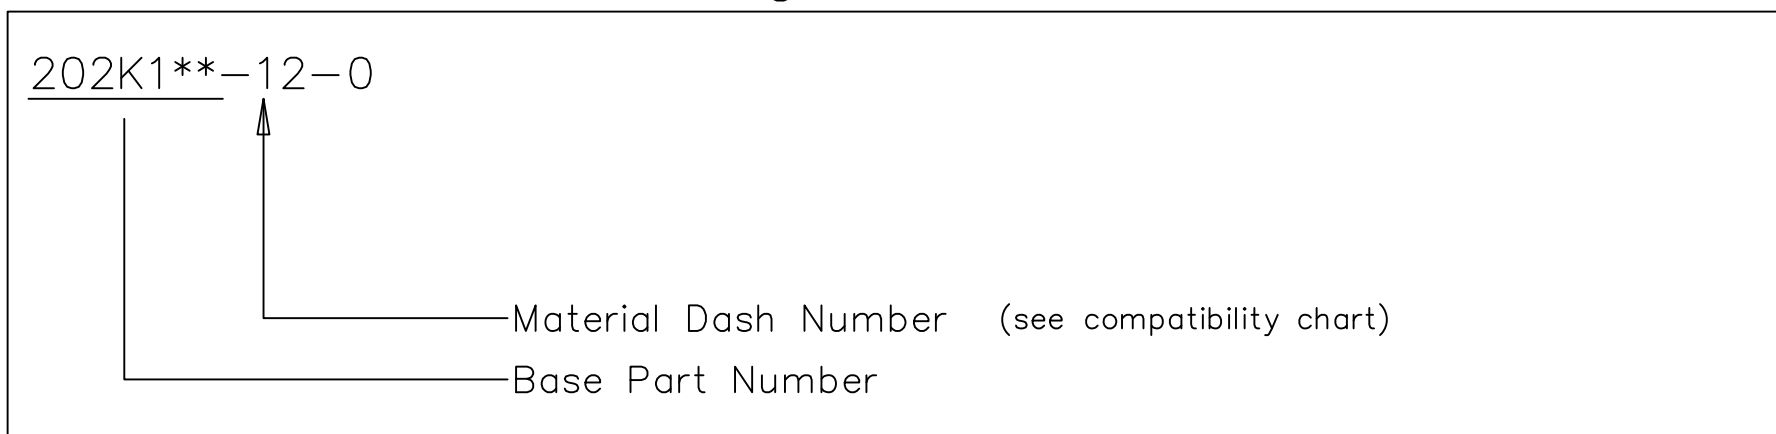 202K1**-12-0
Material Dash Number (see compatibility chart)
Base Part Number